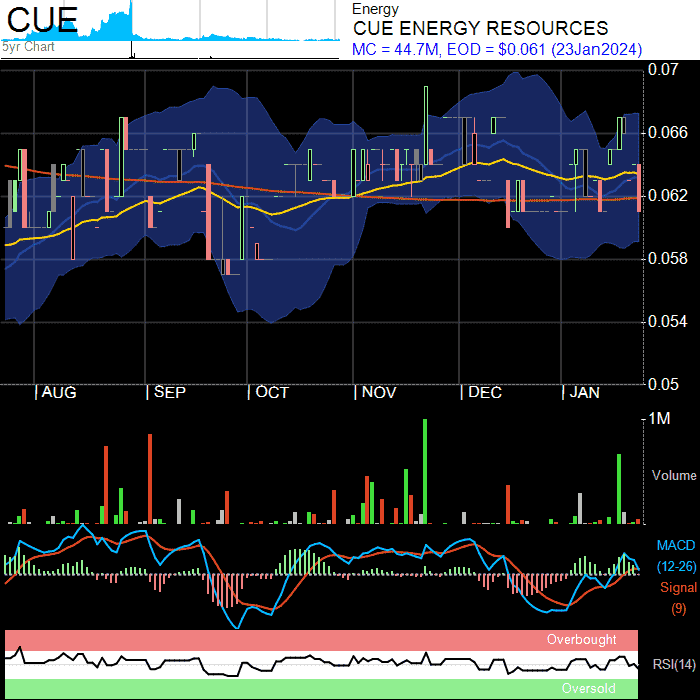 CUE
5yr Chart
Energy
CUE ENERGY RESOURCES
MC = 44.7M, EOD = $0.061 (23Jan2024)
0.07
0.066
0.062
0.058
0.054
0.05
AUG SEP OCT NOV DEC JAN
1M
Volume
MACD
(12-26)
Signal
(9)
Overbought
RSI(14)
Oversold